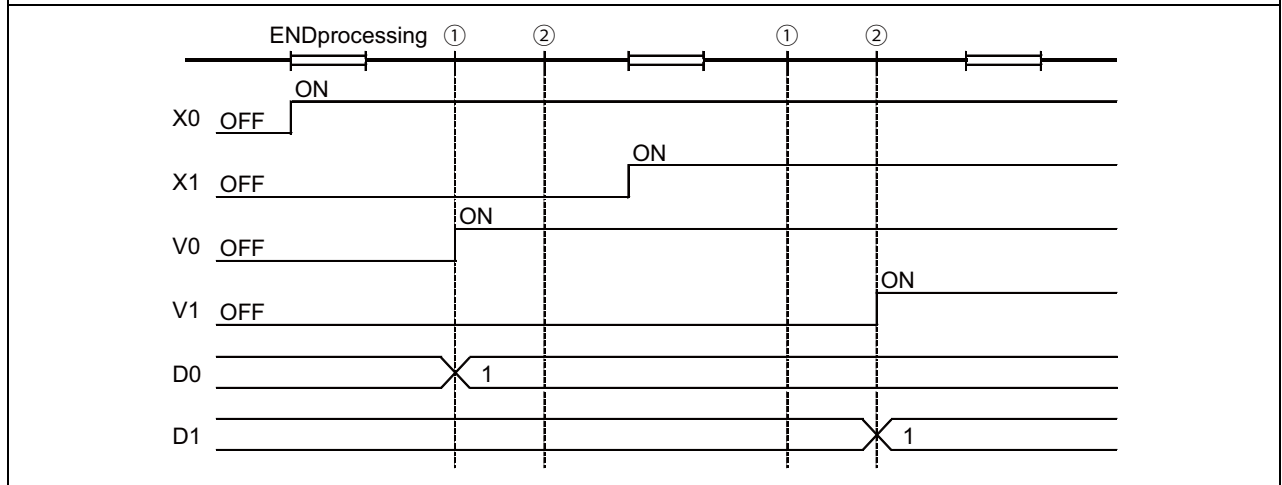 ENDprocessing ① ② ① ②
ON
X0 OFF
ON
X1 OFF
ON
V0 OFF
ON
V1 OFF
D0 1
D1 1